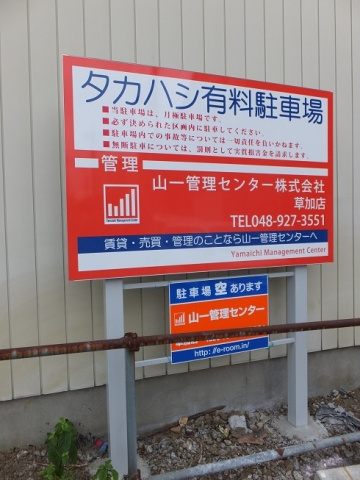 タカハシ有料駐車場
■当駐車場は、月極駐車場です。
■必ず決められた区画内に駐車してください。
■駐車場内での事故等については一切責任を負いかねます。
■無断駐車については、罰則として実質損害金を請求します。
管理
山一管理センター株式会社
草加店
TEL048-927-3551
賃貸・売買・管理のことなら山一管理センターへ
Yamaichi Management Center
駐車場 空 あります
山一管理センター
http://e-room.in/